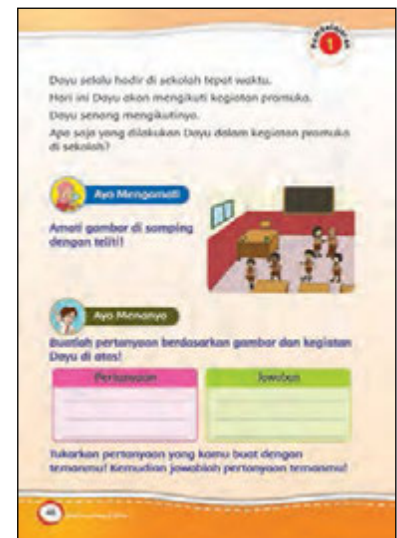 Pembelajaran
1
Dayu selalu hadir di sekolah tepat waktu.
Hari ini Dayu akan mengikuti kegiatan pramuka.
Dayu senang mengikutinya.
Apa saja yang dilakukan Dayu dalam kegiatan pramuka
di sekolah?
Ayo Mengamati
Amati gambar di samping
dengan teliti!
Ayo Menanya
Buatlah pertanyaan berdasarkan gambar dan kegiatan
Dayu di atas!
Pertanyaan
Jawaban
Tukarkan pertanyaan yang kamu buat dengan
temanmu! Kemudian jawablah pertanyaan temanmu!